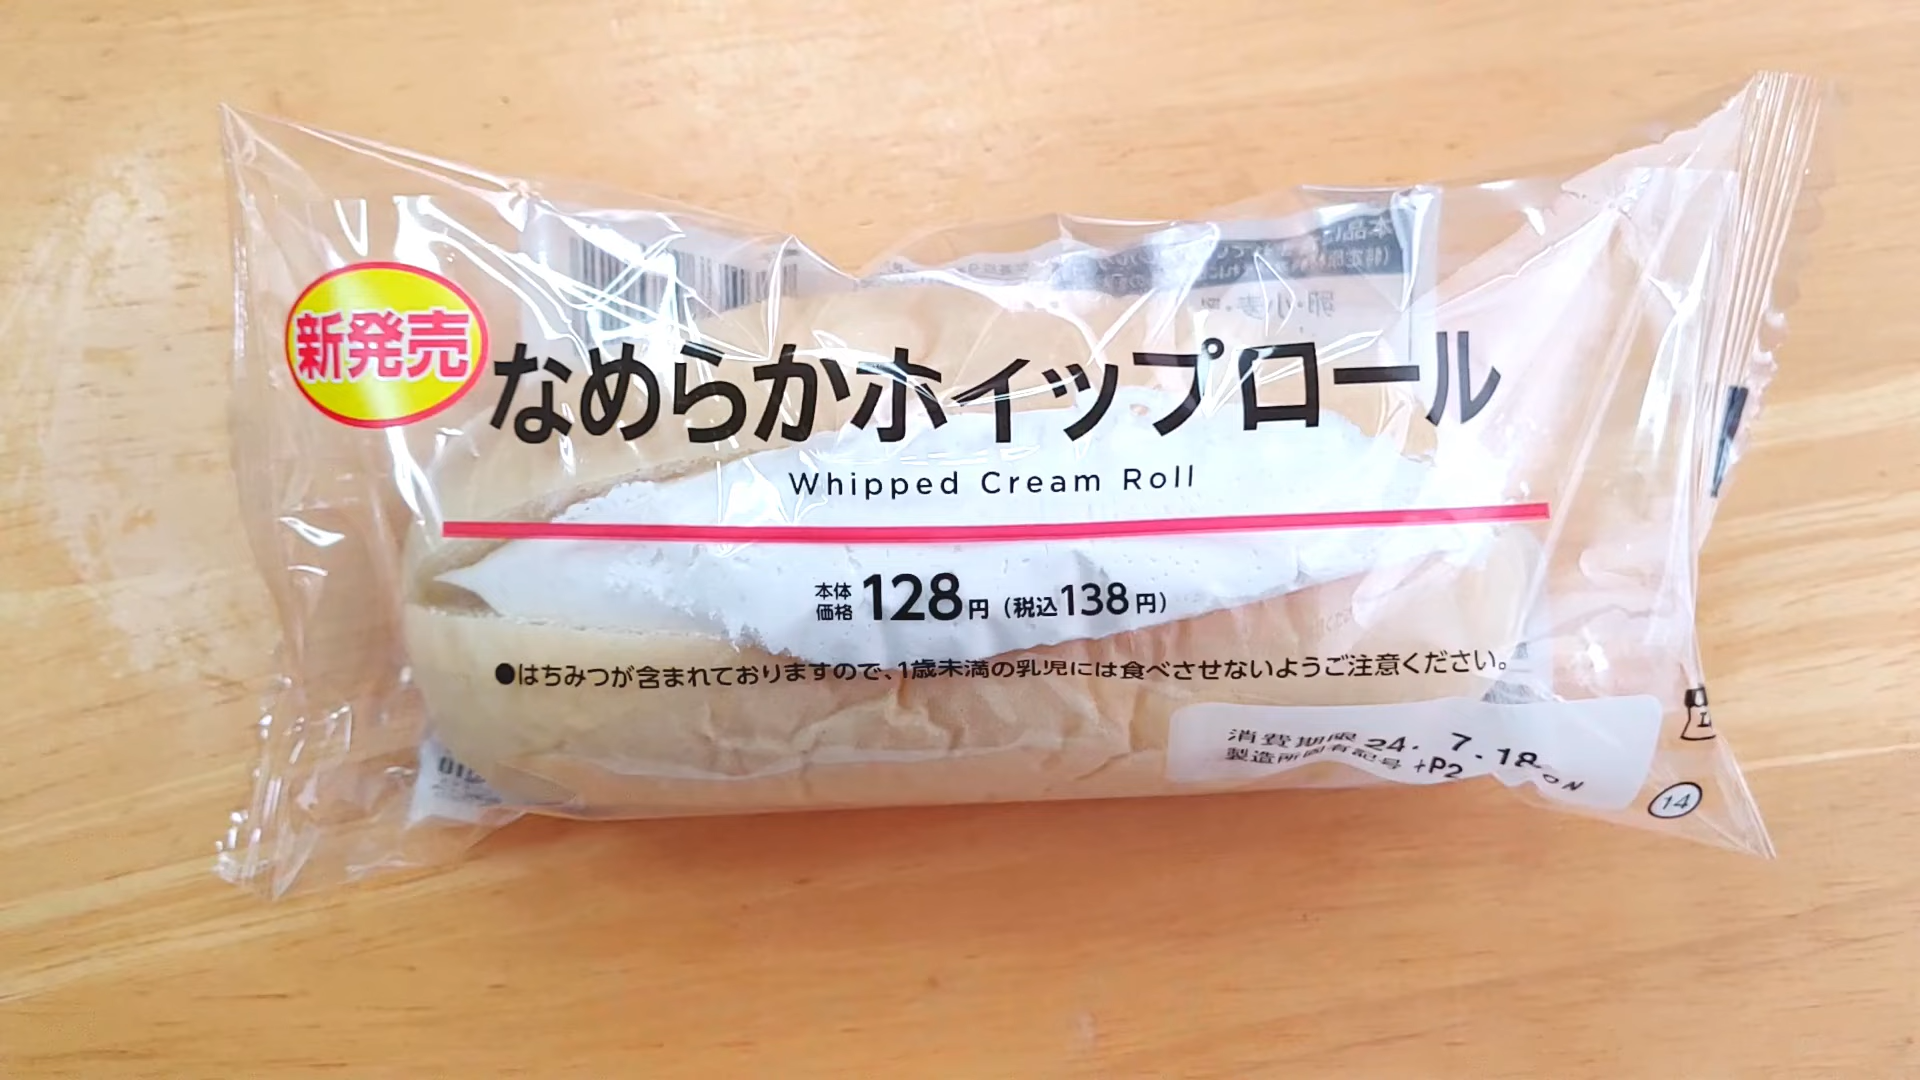 新発売
なめらかホイップロール
Whipped Cream Roll
本体価格 128円（税込138円）
●はちみつが含まれておりますので、1歳未満の乳児には食べさせないようご注意ください。
消費期限 24. 7.18
製造所固有記号 +P2
14